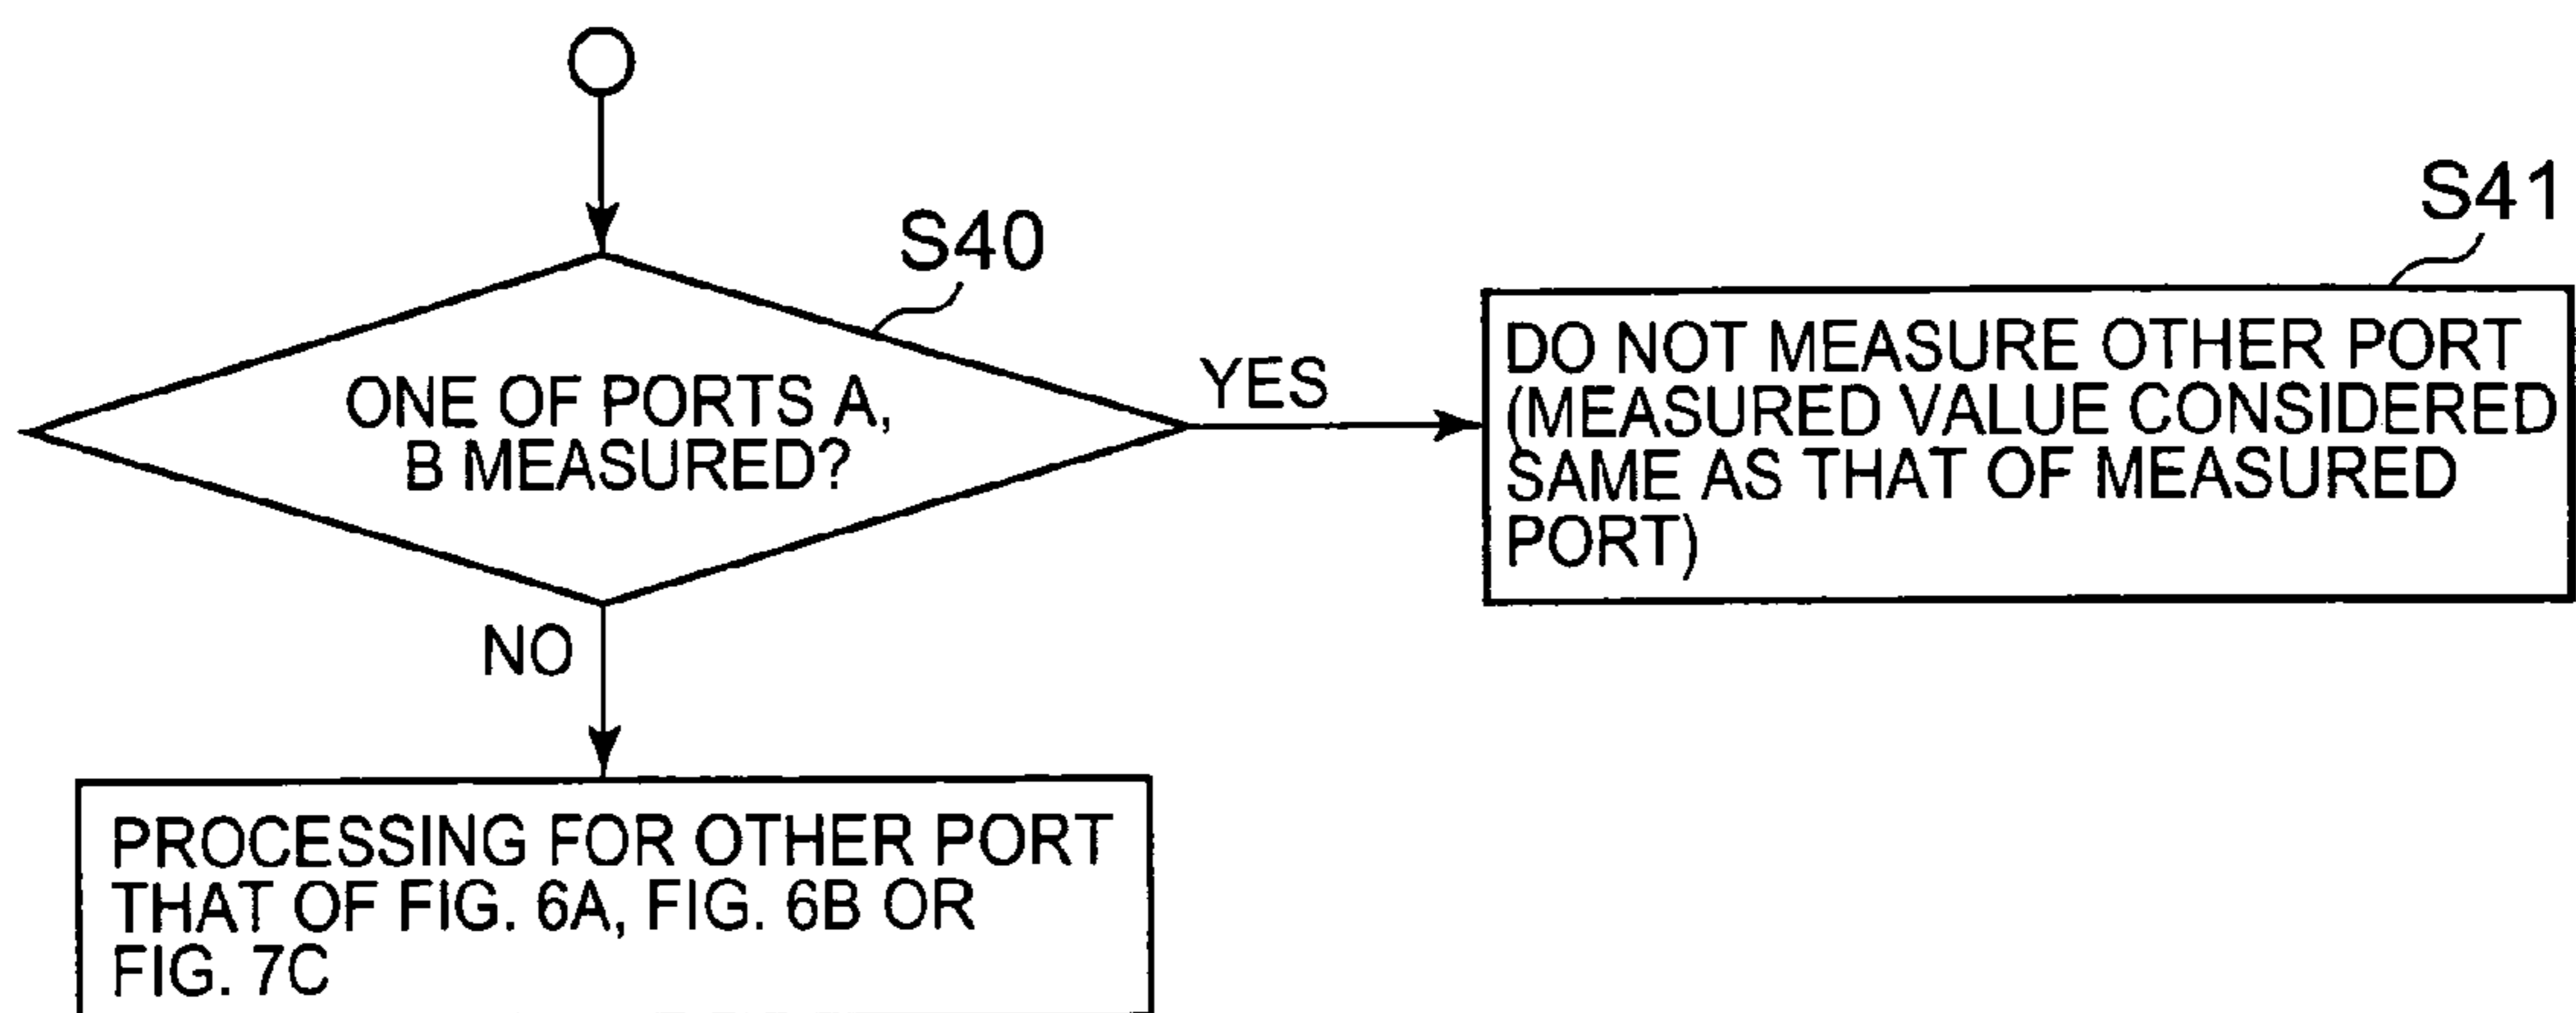 S40
ONE OF PORTS A,
B MEASURED?
YES
S41
DO NOT MEASURE OTHER PORT
(MEASURED VALUE CONSIDERED
SAME AS THAT OF MEASURED
PORT)
NO
PROCESSING FOR OTHER PORT
THAT OF FIG. 6A, FIG. 6B OR
FIG. 7C